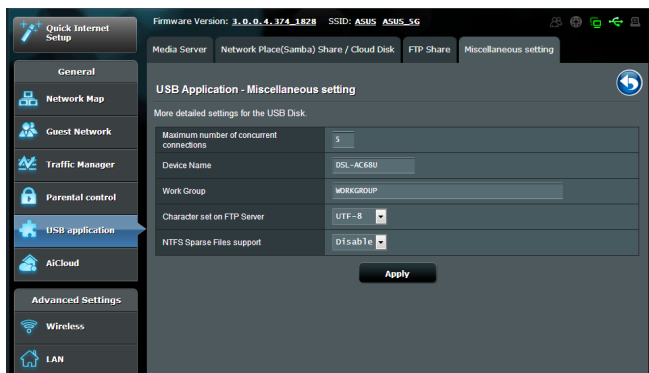 Quick Internet
Setup
Firmware Version: 3.0.0.4.374_1828 SSID: ASUS ASUS_5G
Media Server Network Place(Samba) Share / Cloud Disk FTP Share Miscellaneous setting
General
Network Map
Guest Network
Traffic Manager
Parental control
USB application
AiCloud
Advanced Settings
Wireless
LAN
USB Application - Miscellaneous setting
More detailed settings for the USB Disk.
Maximum number of concurrent
connections
5
Device Name
DSL-AC68U
Work Group
WORKGROUP
Character set on FTP Server
UTF-8
NTFS Sparse Files support
Disable
Apply